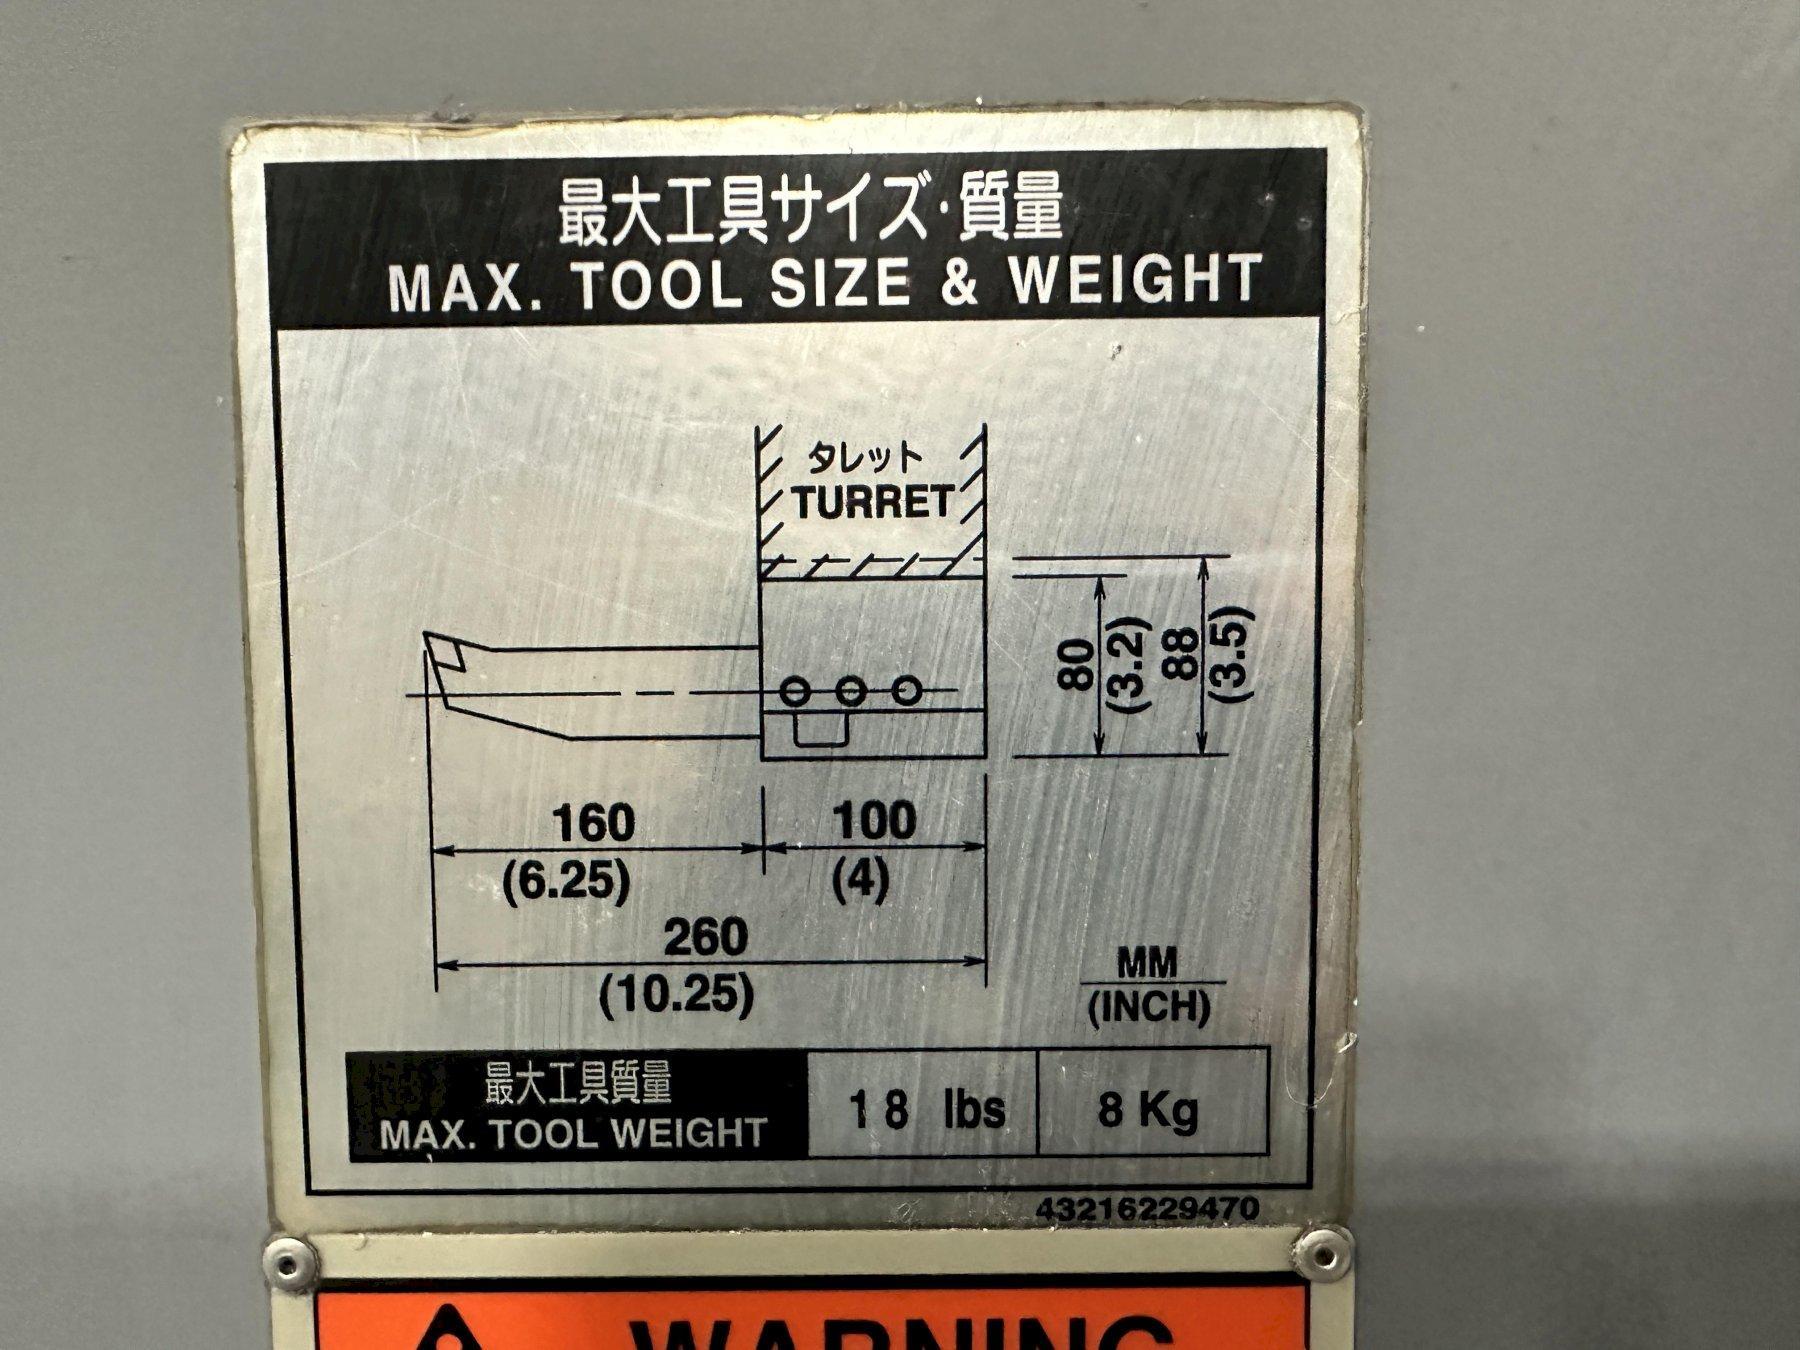 最大工具サイズ・質量
MAX. TOOL SIZE & WEIGHT
タレット
TURRET
80
(3.2)
88
(3.5)
160
(6.25)
100
(4)
260
(10.25)
MM
(INCH)
最大工具質量
MAX. TOOL WEIGHT
18 lbs
8 Kg
43216229470
WARNING